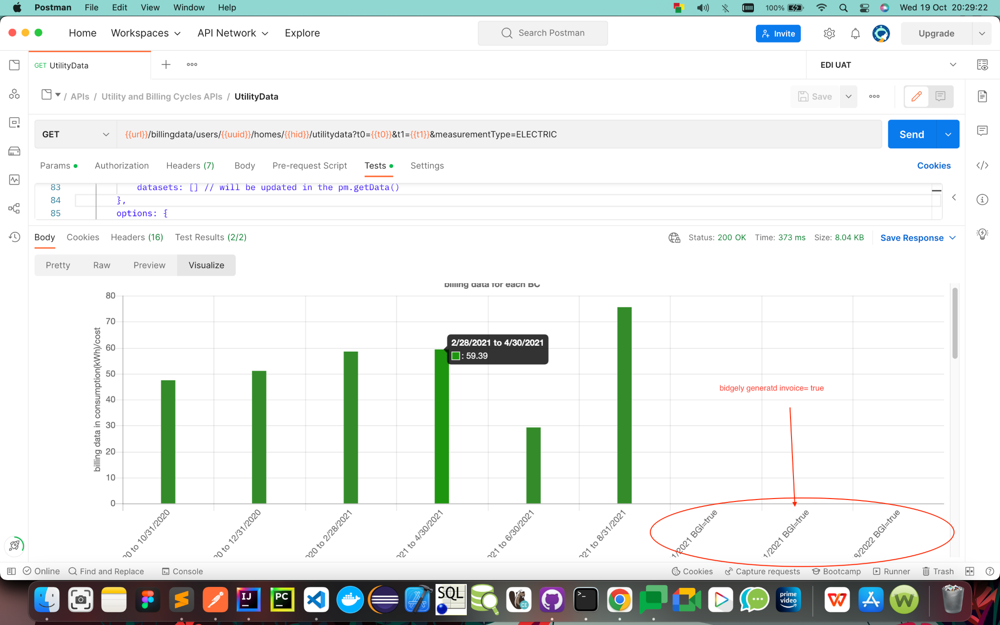 Postman File Edit View Window Help 100% Wed 19 Oct 20:29:22
Home Workspaces API Network Explore Search Postman Invite Upgrade
GET UtilityData EDI UAT
/ APIs / Utility and Billing Cycles APIs / UtilityData Save
GET {{url}}/billingdata/users/{{uuid}}/homes/{{hid}}/utilitydata?t0={{t0}}&t1={{t1}}&measurementType=ELECTRIC Send
Params Authorization Headers (7) Body Pre-request Script Tests Settings Cookies
83 datasets: [] // will be updated in the pm.getData()
84 },
85 options: {
Body Cookies Headers (16) Test Results (2/2) Status: 200 OK Time: 373 ms Size: 8.04 KB Save Response
Pretty Raw Preview Visualize
billing data for each BC
billing data in consumption(kWh)/cost
80
70
60
50
40
30
20
10
0
2/28/2021 to 4/30/2021
: 59.39
bidgely generatd invoice= true
20 to 10/31/2020
20 to 12/31/2020
020 to 2/28/2021
021 to 4/30/2021
021 to 6/30/2021
021 to 8/31/2021
1/2021 BGI=true
1/2021 BGI=true
8/2022 BGI=true
Online Find and Replace Console Cookies Capture requests Bootcamp Runner Trash
IJ PC SQL CE prime video W